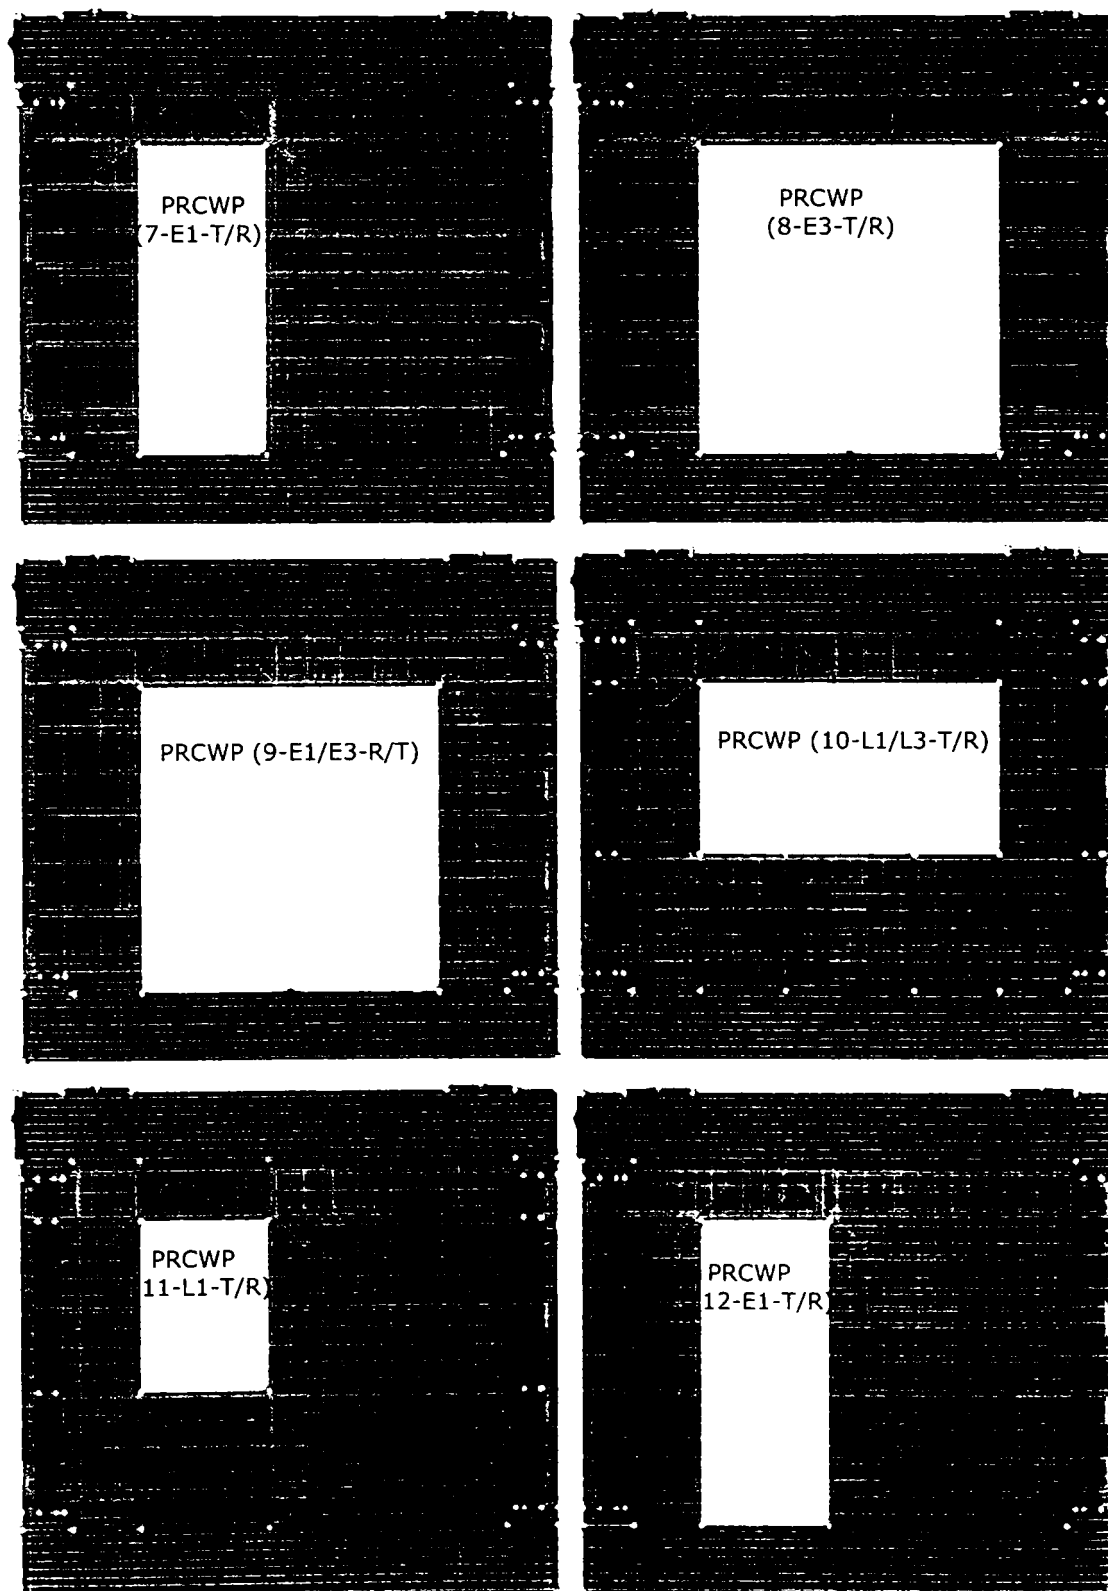 PRCWP
(7-E1-T/R)
PRCWP
(8-E3-T/R)
PRCWP (9-E1/E3-R/T)
PRCWP (10-L1/L3-T/R)
PRCWP
11-L1-T/R)
PRCWP
12-E1-T/R)